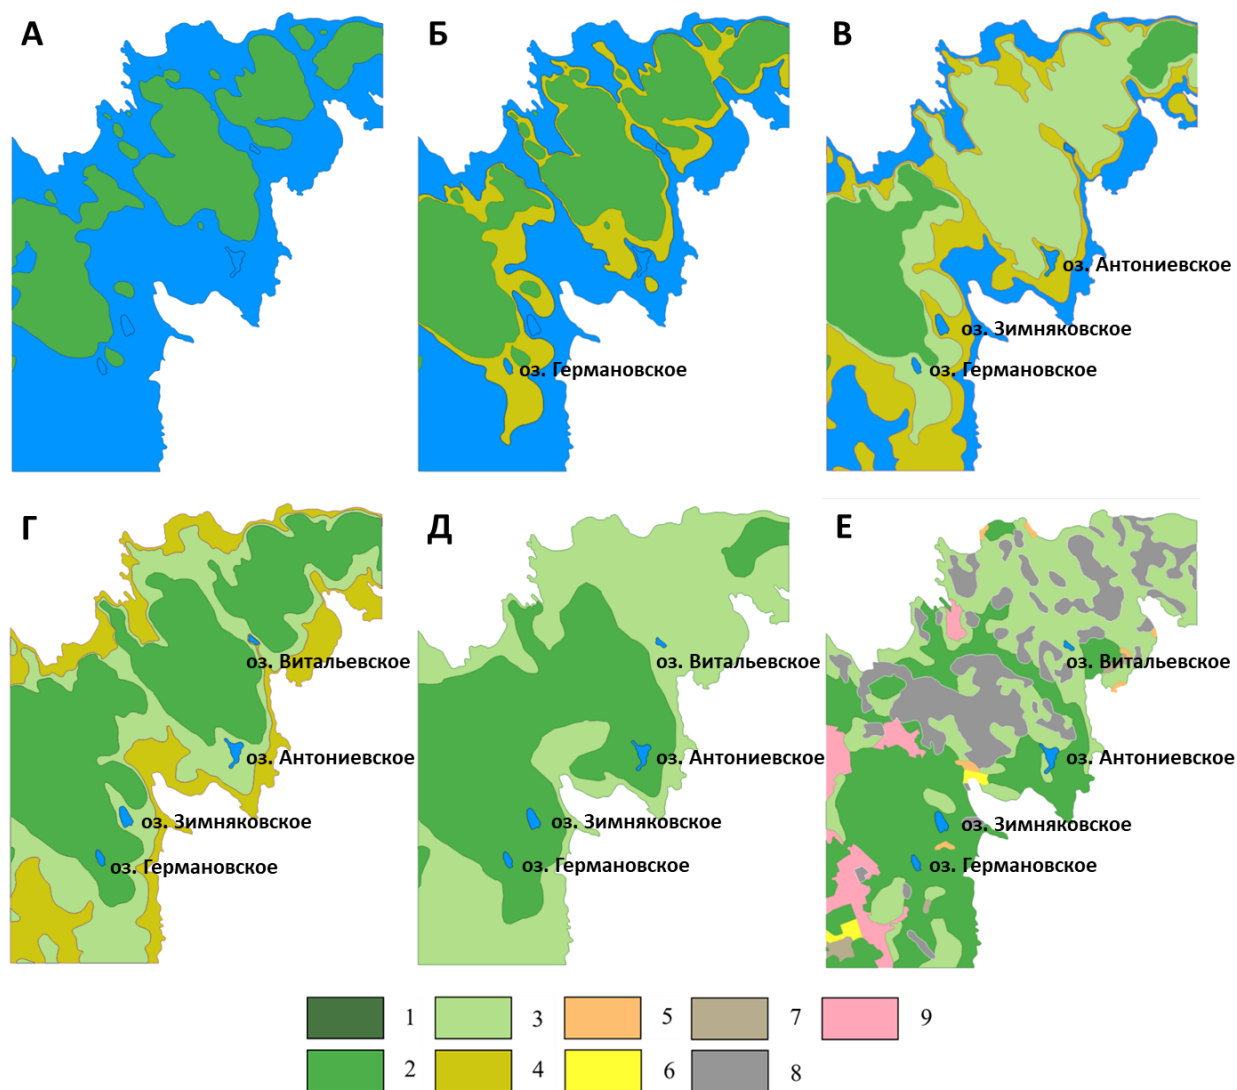 А
Б
В
оз. Антониевское
оз. Зимняковское
оз. Германовское
оз. Германовское
Г
Д
Е
оз. Витальевское
оз. Витальевское
оз. Витальевское
оз. Антониевское
оз. Антониевское
оз. Антониевское
оз. Зимняковское
оз. Зимняковское
оз. Зимняковское
оз. Германовское
оз. Германовское
оз. Германовское
1
3
5
7
9
2
4
6
8